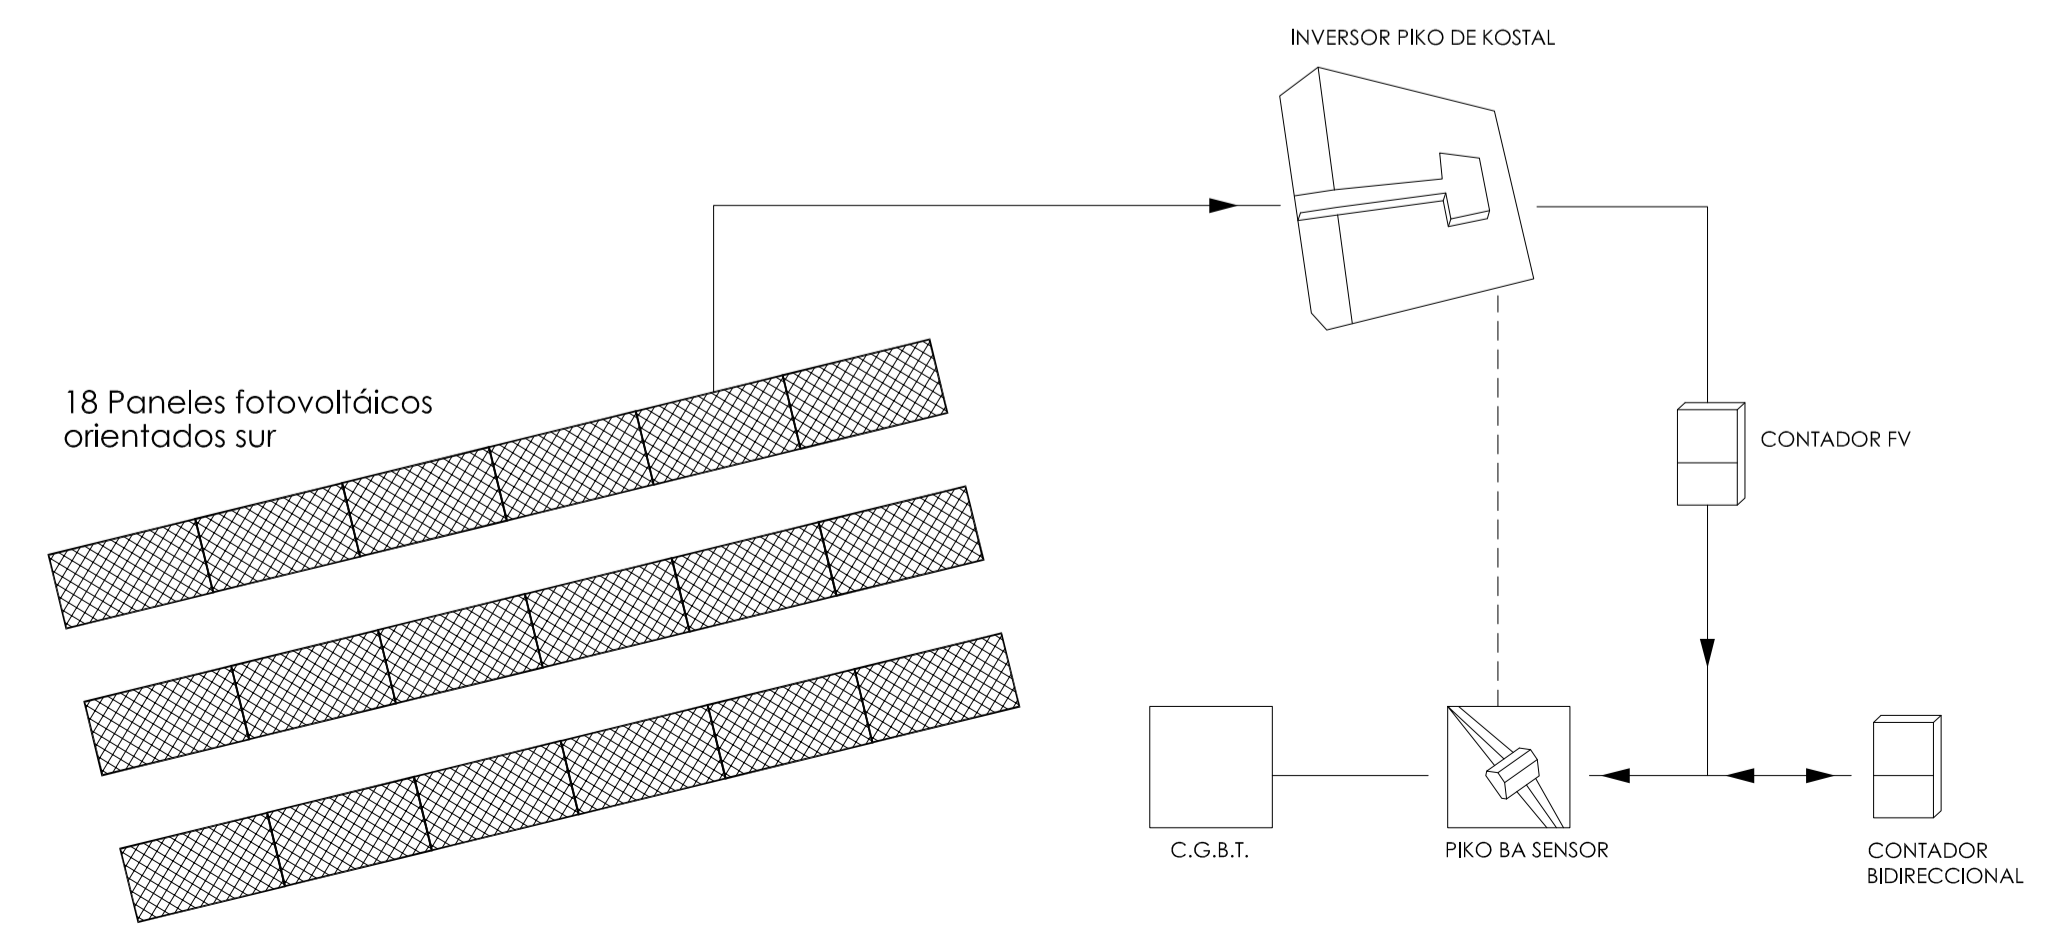 INVERSOR PIKO DE KOSTAL
18 Paneles fotovoltáicos
orientados sur
CONTADOR FV
C.G.B.T.
PIKO BA SENSOR
CONTADOR
BIDIRECCIONAL